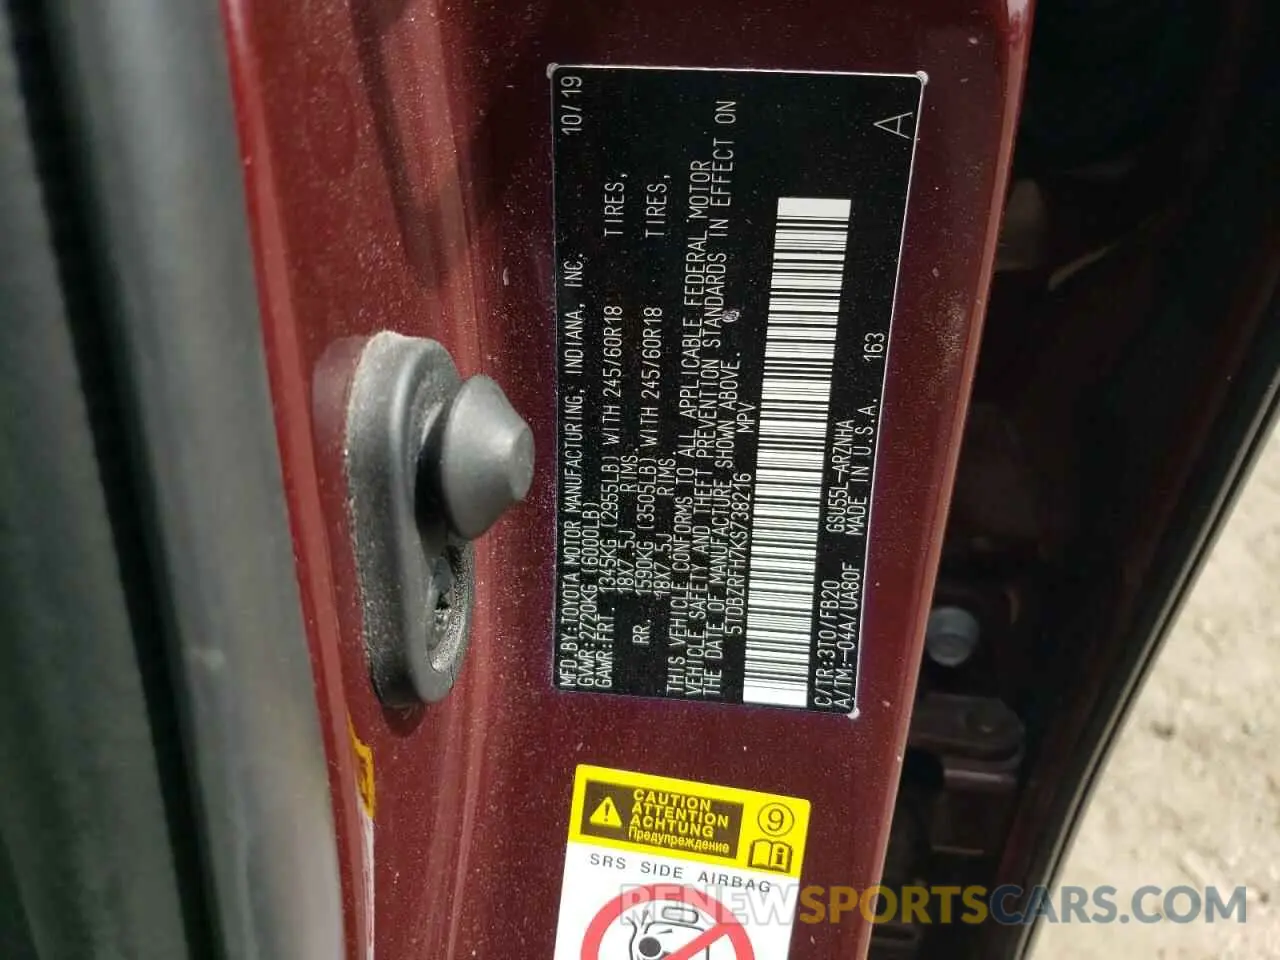 MFD.BY:TOYOTA MOTOR MANUFACTURING, INDIANA, INC. 10/19
GVWR:2720KG (6000LB)
GAWR:FRT. 1345KG (2955LB) WITH 245/60R18 TIRES,
18X7.5J RIMS.
RR. 1590KG (3505LB) WITH 245/60R18 TIRES,
18X7.5J RIMS
THIS VEHICLE CONFORMS TO ALL APPLICABLE FEDERAL MOTOR
VEHICLE SAFETY AND THEFT PREVENTION STANDARDS IN EFFECT ON
THE DATE OF MANUFACTURE SHOWN ABOVE.
5TDBZRFH7KS738216 MPV
A
C/TR:3T0/FB20 GSU55L-ARZNHA 163
A/TM:-04A/UA80F MADE IN U.S.A.
CAUTION
ATTENTION
ACHTUNG
Предупреждение
9
SRS SIDE AIRBAG
RENEWSPORTSCARS.COM